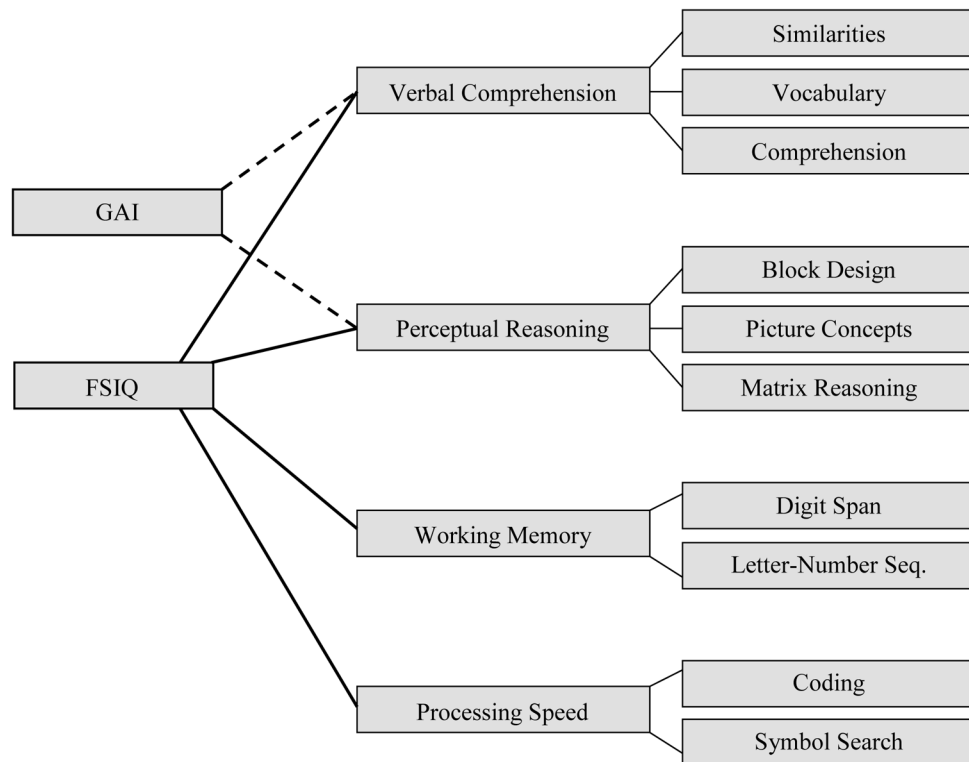 GAI
FSIQ
Verbal Comprehension
Perceptual Reasoning
Working Memory
Processing Speed
Similarities
Vocabulary
Comprehension
Block Design
Picture Concepts
Matrix Reasoning
Digit Span
Letter-Number Seq.
Coding
Symbol Search